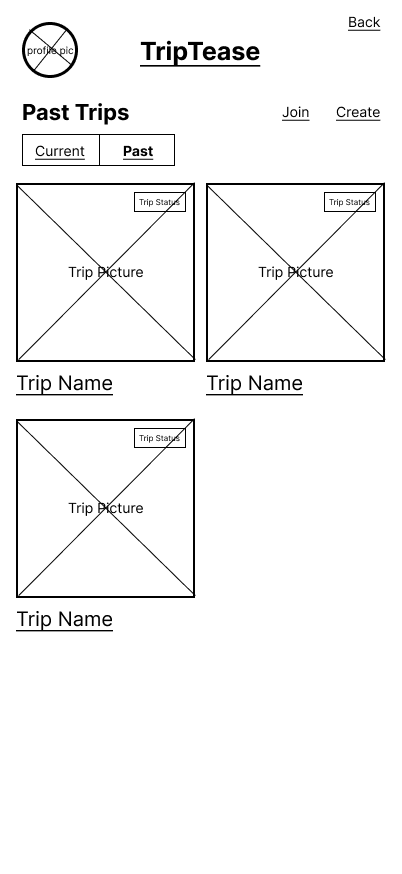 Back
profile pic
TripTease
Past Trips
Join
Create
Current
Past
Trip Status
Trip Status
Trip Picture
Trip Picture
Trip Name
Trip Name
Trip Status
Trip Picture
Trip Name